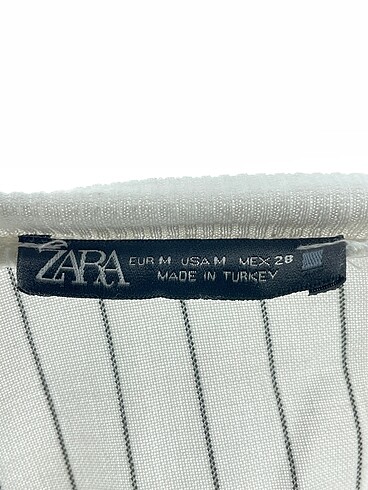 ZARA
EUR M USA M MEX 28
MADE IN TURKEY